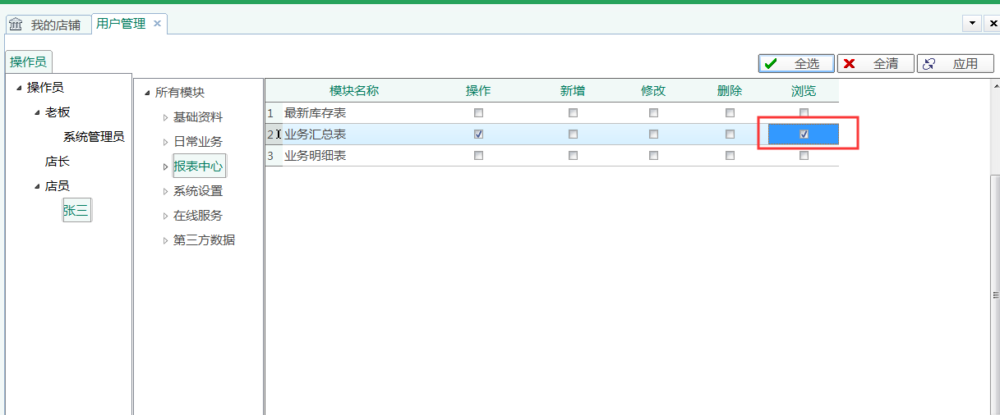 我的店铺 用户管理
操作员 全选 全清 应用
操作员
老板
系统管理员
店长
店员
张三
所有模块
基础资料
日常业务
报表中心
系统设置
在线服务
第三方数据
模块名称 操作 新增 修改 删除 浏览
1 最新库存表
2 业务汇总表
3 业务明细表